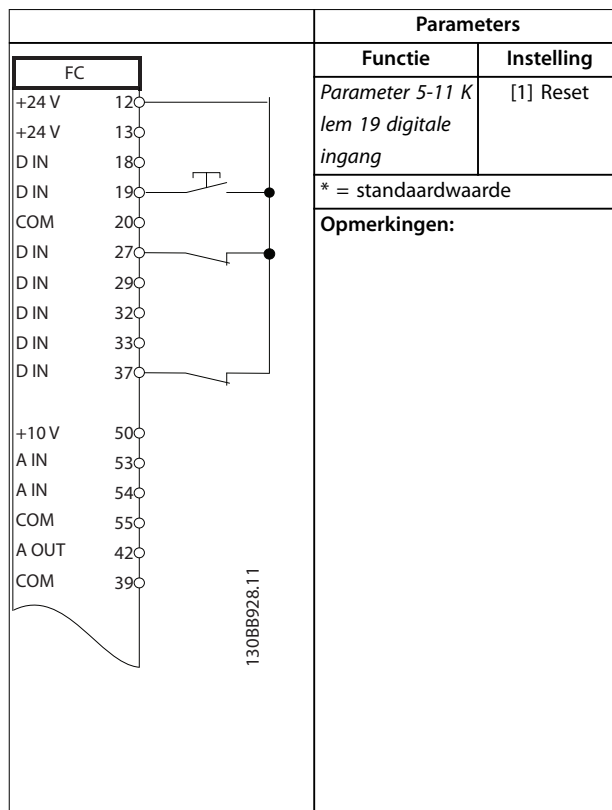 Parameters
Functie Instelling
Parameter 5-11 K [1] Reset
lem 19 digitale
ingang
* = standaardwaarde
Opmerkingen:
FC
+24 V 12
+24 V 13
D IN 18
D IN 19
COM 20
D IN 27
D IN 29
D IN 32
D IN 33
D IN 37
+10 V 50
A IN 53
A IN 54
COM 55
A OUT 42
COM 39
130BB928.11